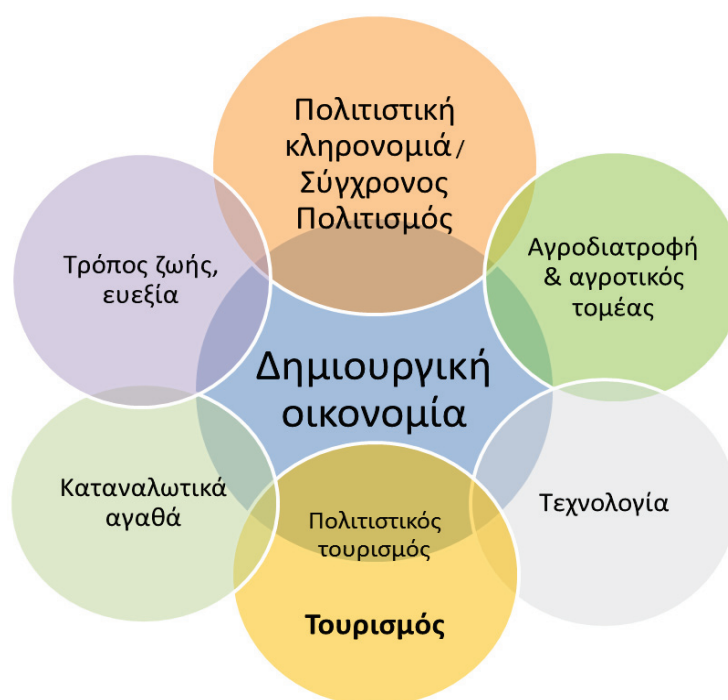 Πολιτιστική
κληρονομιά /
Σύγχρονος
Πολιτισμός
Τρόπος ζωής,
ευεξία
Αγροδιατροφή
& αγροτικός
τομέας
Δημιουργική
οικονομία
Καταναλωτικά
αγαθά
Τεχνολογία
Πολιτιστικός
τουρισμός
Τουρισμός